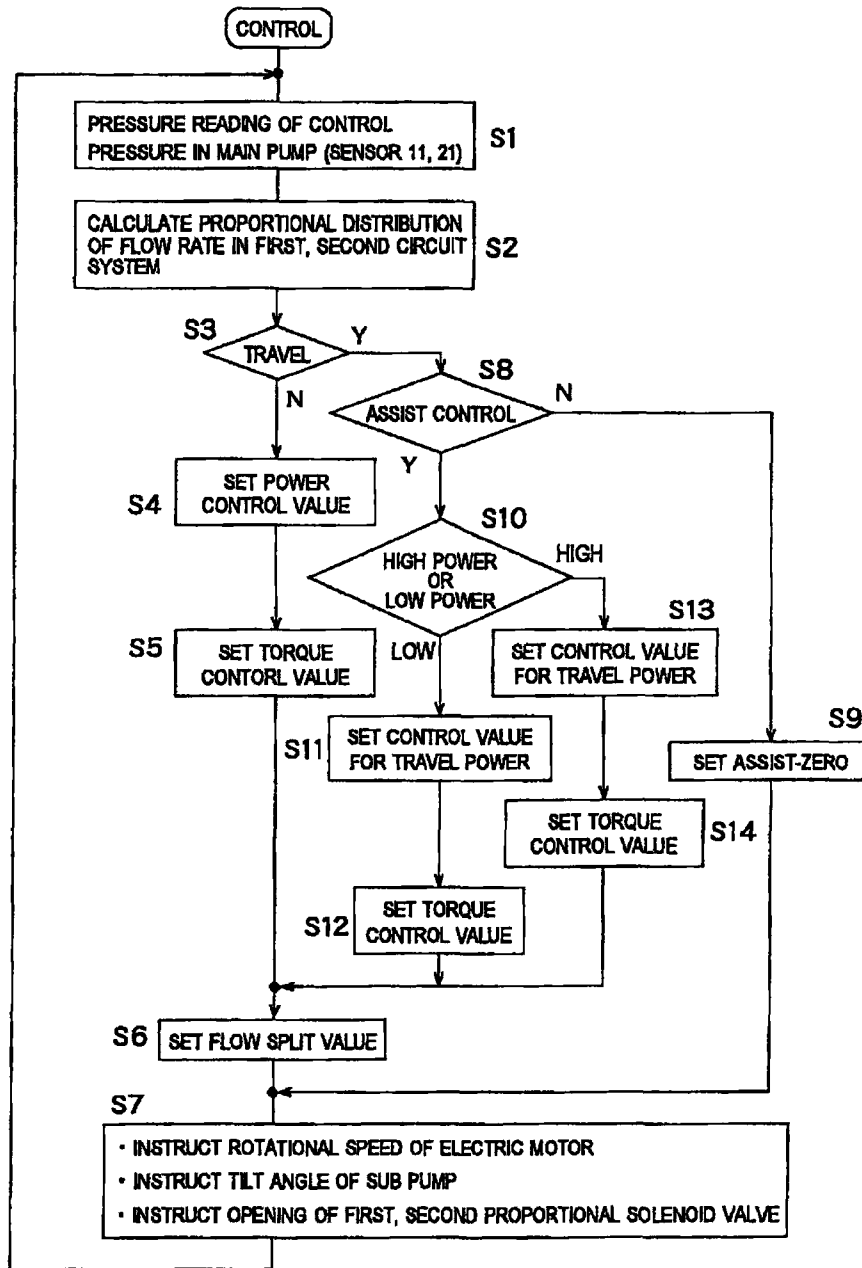 CONTROL
PRESSURE READING OF CONTROL
PRESSURE IN MAIN PUMP (SENSOR 11, 21)
S1
CALCULATE PROPORTIONAL DISTRIBUTION
OF FLOW RATE IN FIRST, SECOND CIRCUIT
SYSTEM
S2
S3
TRAVEL
Y
N
S8
ASSIST CONTROL
N
Y
S4
SET POWER
CONTROL VALUE
S10
HIGH POWER
OR
LOW POWER
HIGH
LOW
S5
SET TORQUE
CONTORL VALUE
S13
SET CONTROL VALUE
FOR TRAVEL POWER
S11
SET CONTROL VALUE
FOR TRAVEL POWER
S9
SET ASSIST-ZERO
SET TORQUE
CONTROL VALUE
S14
S12
SET TORQUE
CONTROL VALUE
S6
SET FLOW SPLIT VALUE
S7
· INSTRUCT ROTATIONAL SPEED OF ELECTRIC MOTOR
· INSTRUCT TILT ANGLE OF SUB PUMP
· INSTRUCT OPENING OF FIRST, SECOND PROPORTIONAL SOLENOID VALVE